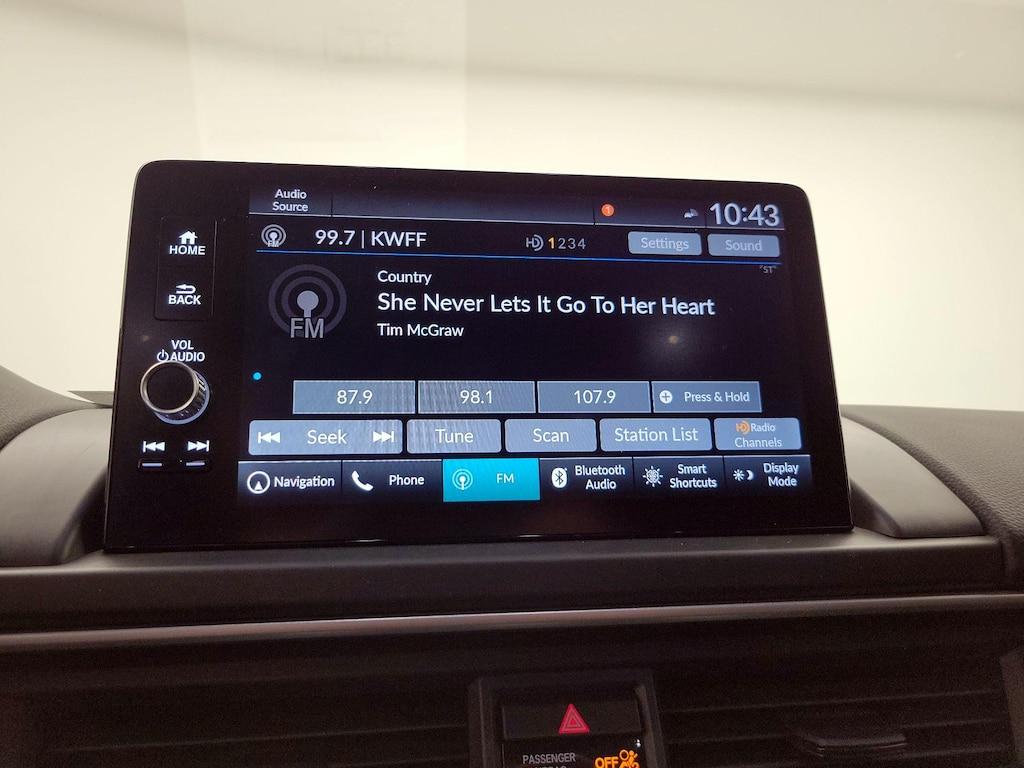 Audio
Source
1
10:43
FM
99.7 | KWFF
HD 1234
Settings
Sound
"ST"
HOME
BACK
VOL
AUDIO
FM
Country
She Never Lets It Go To Her Heart
Tim McGraw
87.9
98.1
107.9
Press & Hold
Seek
Tune
Scan
Station List
HD Radio
Channels
Navigation
Phone
FM
Bluetooth
Audio
Smart
Shortcuts
Display
Mode
PASSENGER
OFF